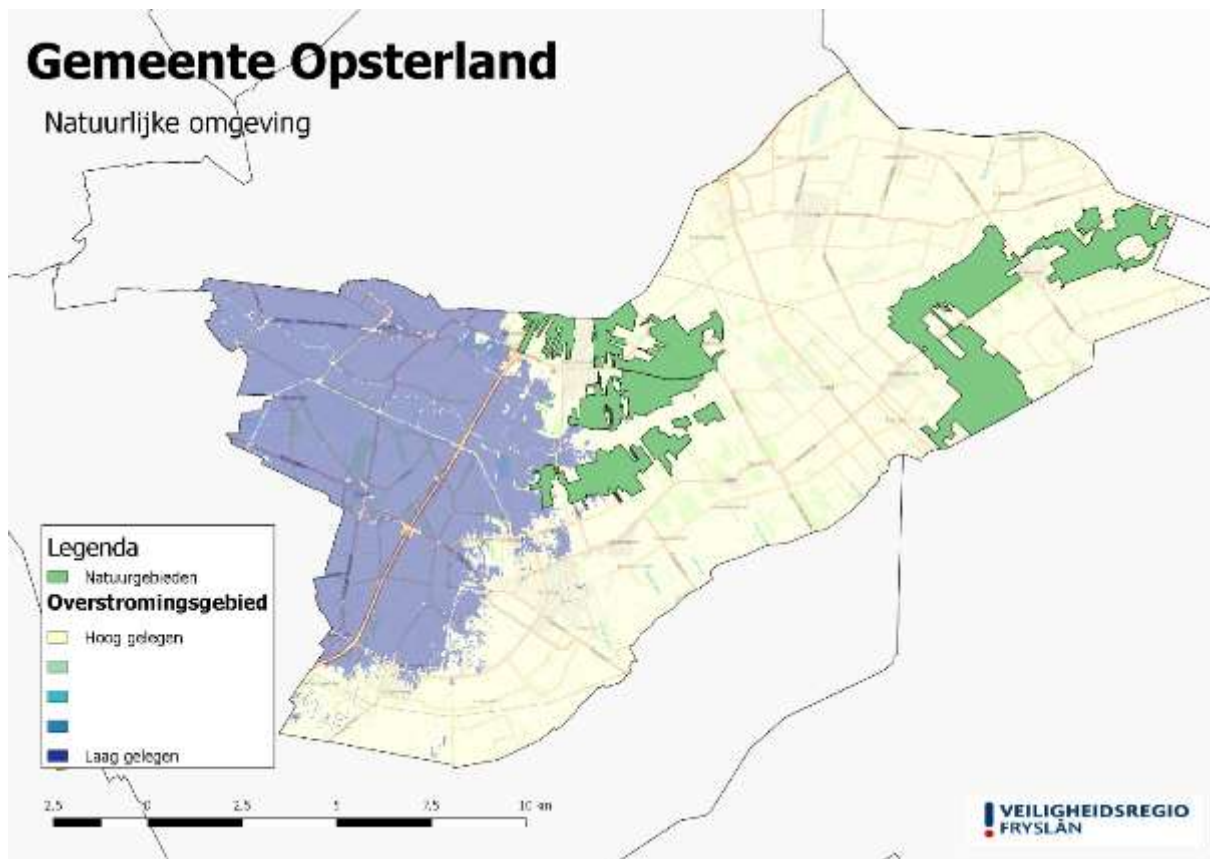 Gemeente Opsterland
Natuurlijke omgeving
Legenda
Natuurgebieden
Overstromingsgebied
Hoog gelegen
Laag gelegen
2.5 0 2.5 5 7.5 10 km
VEILIGHEIDSREGIO
FRYSLÂN